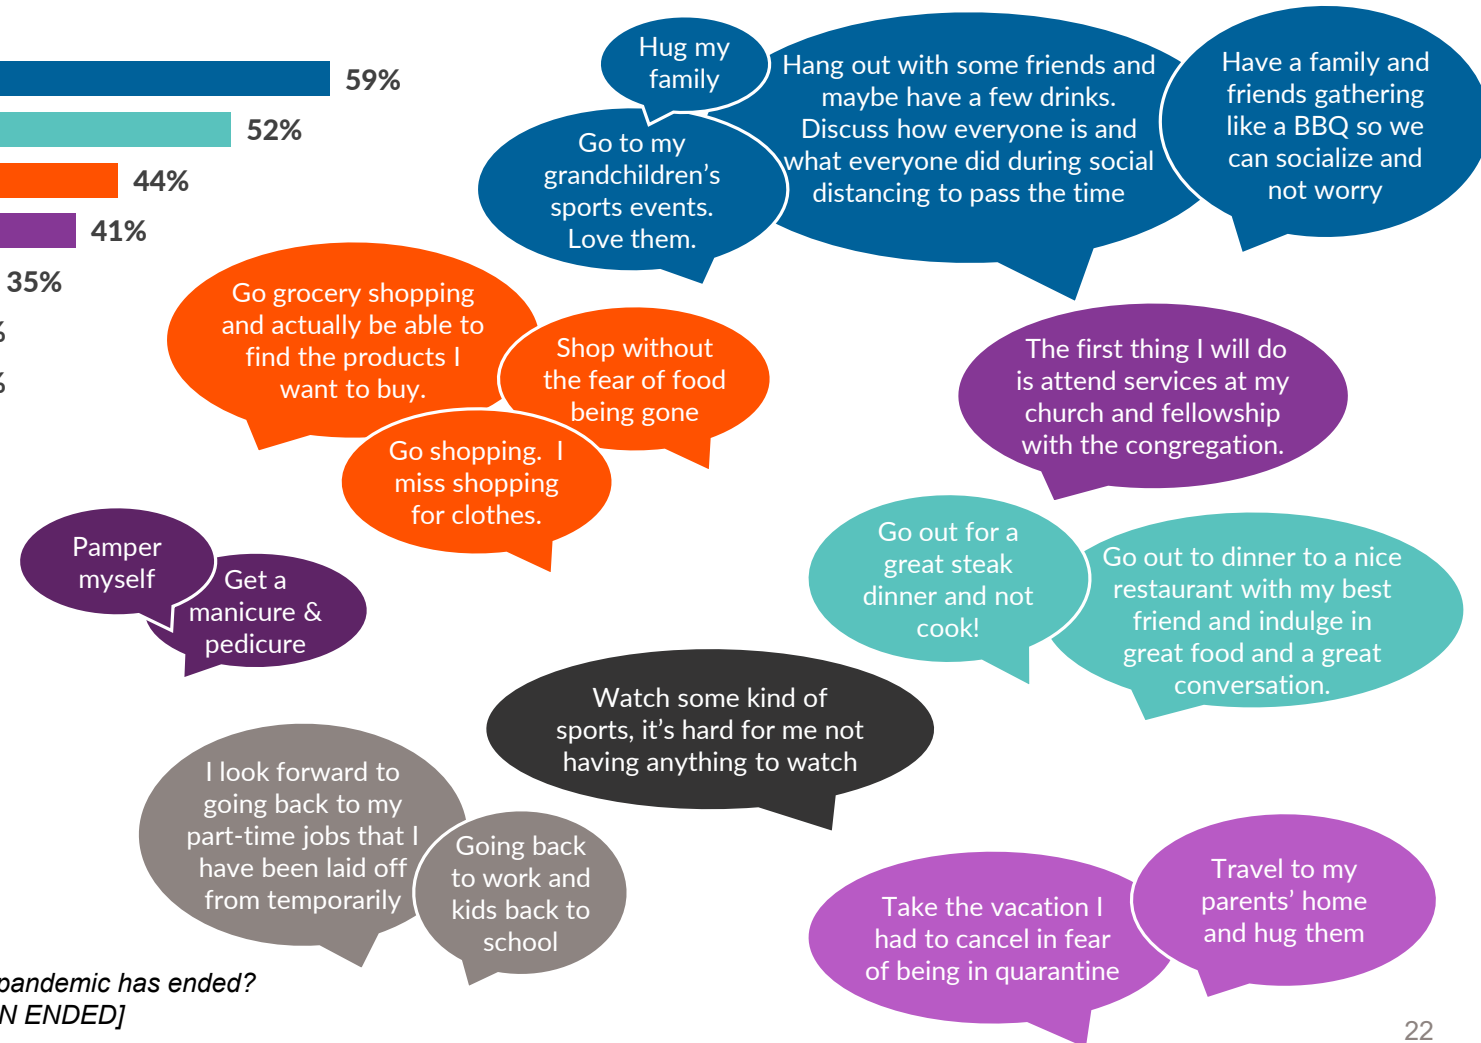 59%
52%
44%
41%
35%
%
%
Hug my
family
Go to my
grandchildren's
sports events.
Love them.
Hang out with some friends and
maybe have a few drinks.
Discuss how everyone is and
what everyone did during social
distancing to pass the time
Have a family and
friends gathering
like a BBQ so we
can socialize and
not worry
Go grocery shopping
and actually be able to
find the products I
want to buy.
Shop without
the fear of food
being gone
Go shopping. I
miss shopping
for clothes.
The first thing I will do
is attend services at my
church and fellowship
with the congregation.
Pamper
myself
Get a
manicure &
pedicure
Go out for a
great steak
dinner and not
cook!
Go out to dinner to a nice
restaurant with my best
friend and indulge in
great food and a great
conversation.
Watch some kind of
sports, it's hard for me not
having anything to watch
I look forward to
going back to my
part-time jobs that I
have been laid off
from temporarily
Going back
to work and
kids back to
school
Take the vacation I
had to cancel in fear
of being in quarantine
Travel to my
parents' home
and hug them
pandemic has ended?
N ENDED]
22